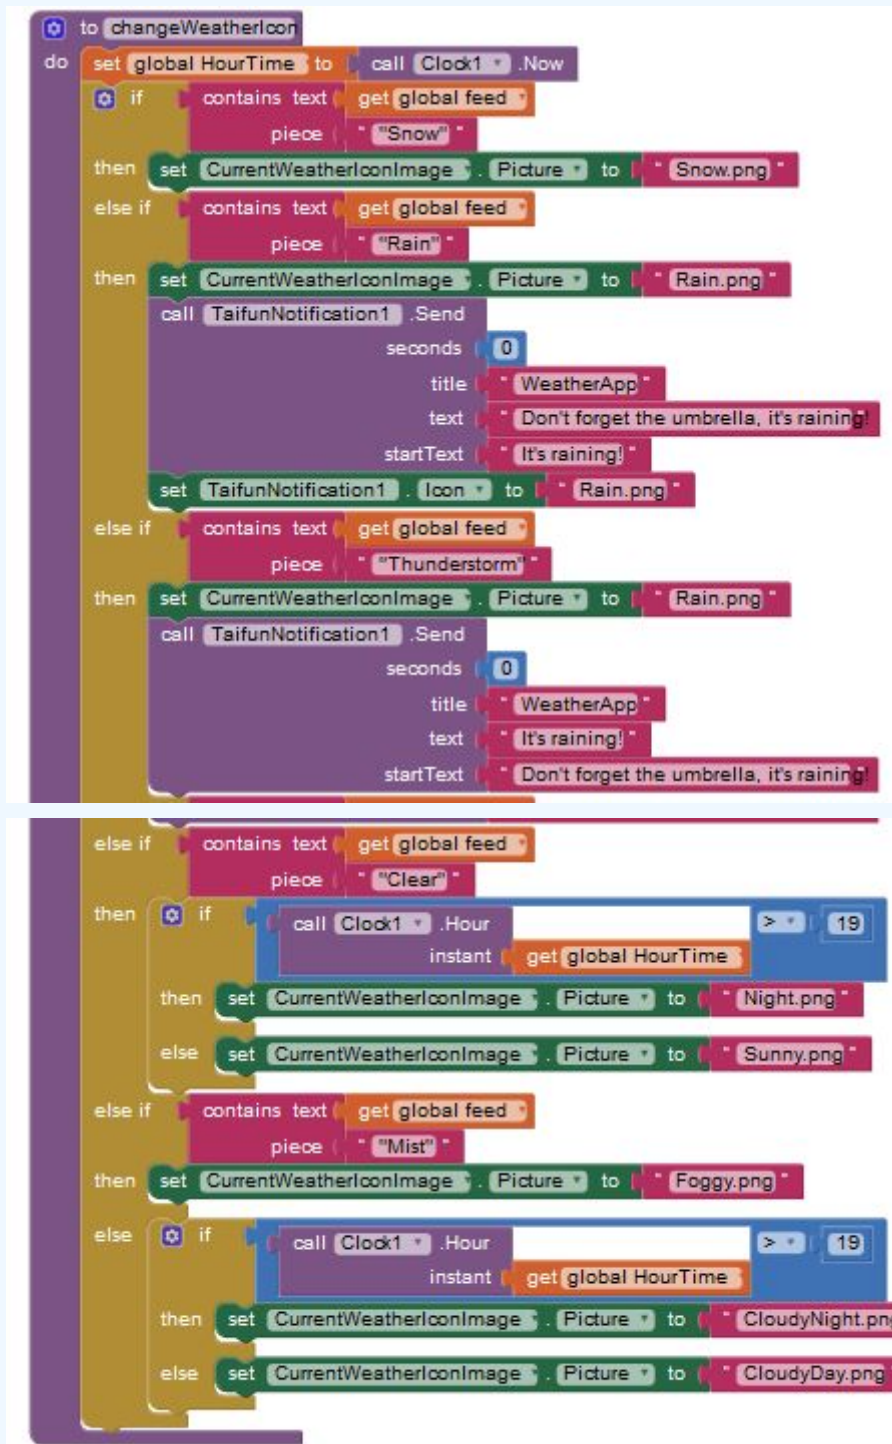 to changeWeatherIcon
do set global HourTime to call Clock1 .Now
if contains text get global feed
piece " "Snow" "
then set CurrentWeatherIconImage . Picture to " Snow.png "
else if contains text get global feed
piece " "Rain" "
then set CurrentWeatherIconImage . Picture to " Rain.png "
call TaifunNotification1 .Send
seconds 0
title " WeatherApp "
text " Don't forget the umbrella, it's raining!
startText " It's raining! "
set TaifunNotification1 . Icon to " Rain.png "
else if contains text get global feed
piece " "Thunderstorm" "
then set CurrentWeatherIconImage . Picture to " Rain.png "
call TaifunNotification1 .Send
seconds 0
title " WeatherApp "
text " It's raining! "
startText " Don't forget the umbrella, it's raining!
else if contains text get global feed
piece " "Clear" "
then if call Clock1 .Hour > 19
instant get global HourTime
then set CurrentWeatherIconImage . Picture to " Night.png "
else set CurrentWeatherIconImage . Picture to " Sunny.png "
else if contains text get global feed
piece " "Mist" "
then set CurrentWeatherIconImage . Picture to " Foggy.png "
else if call Clock1 .Hour > 19
instant get global HourTime
then set CurrentWeatherIconImage . Picture to " CloudyNight.pn
else set CurrentWeatherIconImage . Picture to " CloudyDay.png